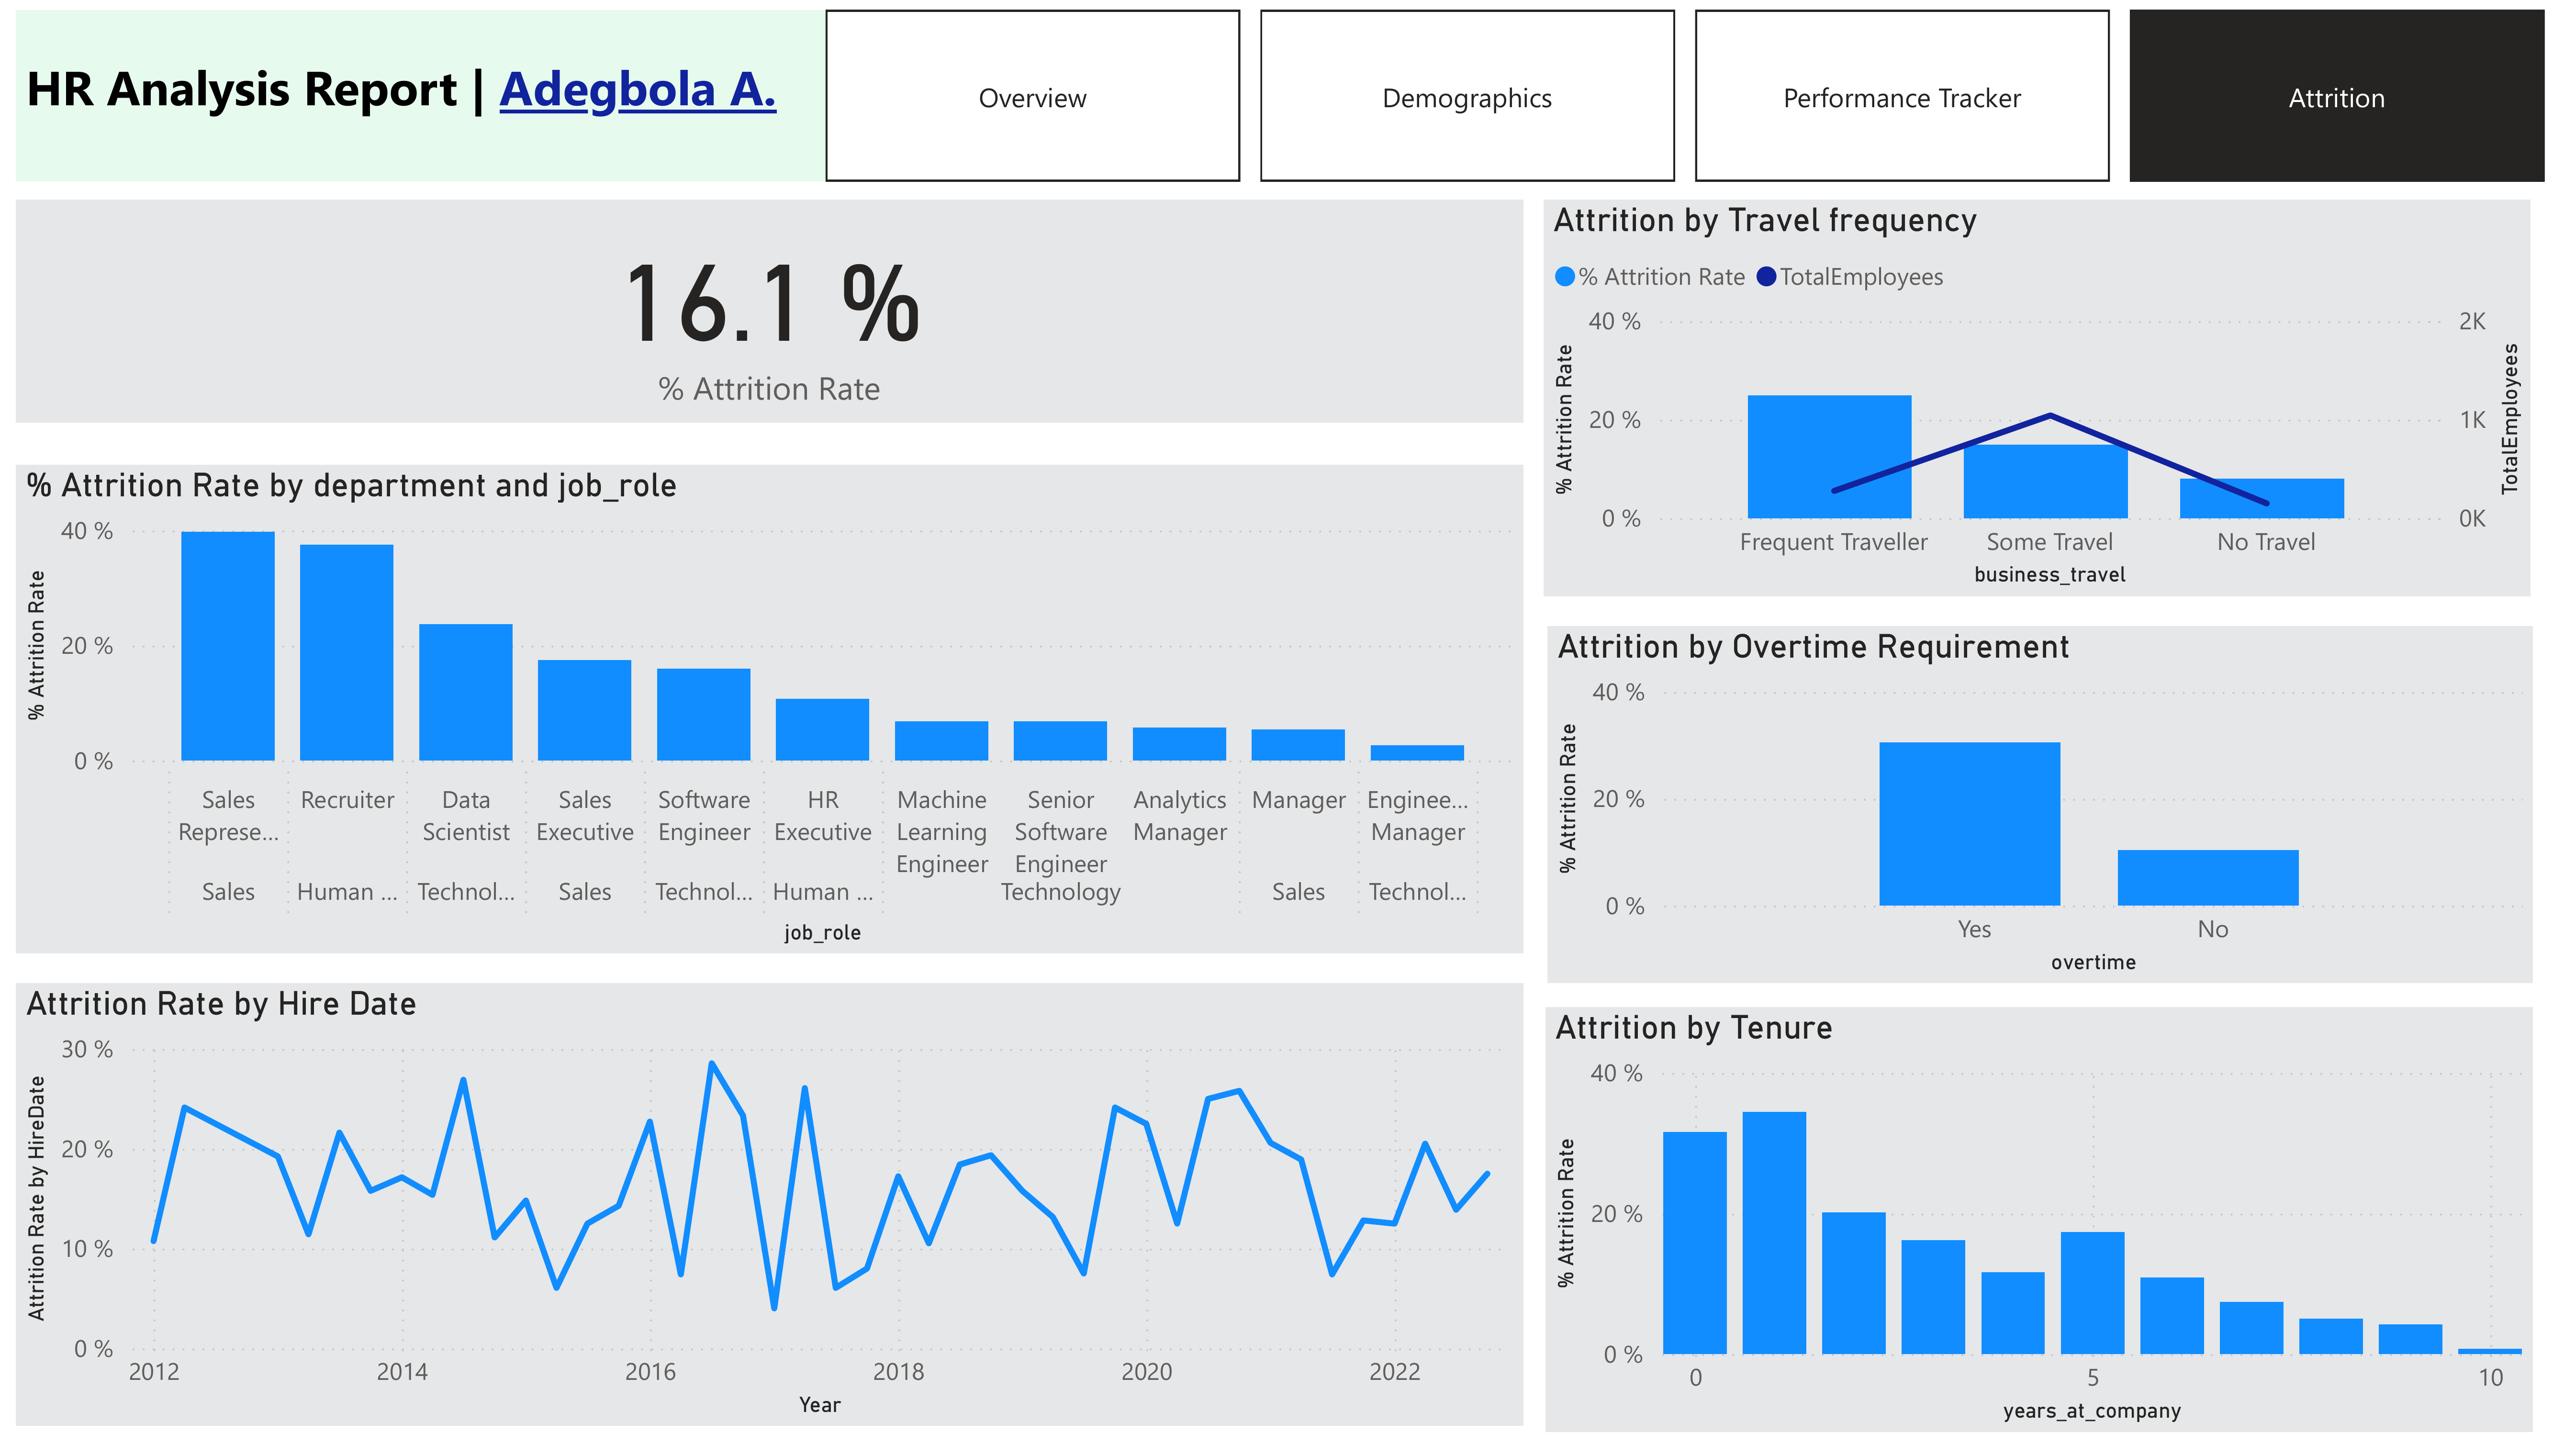 HR Analysis Report | Adegbola A.
Overview
Demographics
Performance Tracker
Attrition
16.1 %
% Attrition Rate
Attrition by Travel frequency
% Attrition Rate TotalEmployees
% Attrition Rate
40 %
20 %
0 %
2K
1K
0K
TotalEmployees
Frequent Traveller Some Travel No Travel
business_travel
% Attrition Rate by department and job_role
% Attrition Rate
40 %
20 %
0 %
Sales Recruiter Data Sales Software HR Machine Senior Analytics Manager Enginee...
Represe... Scientist Executive Engineer Executive Learning Software Manager Manager
Engineer Engineer
Sales Human ... Technol... Sales Technol... Human ... Technology Sales Technol...
job_role
Attrition by Overtime Requirement
% Attrition Rate
40 %
20 %
0 %
Yes No
overtime
Attrition Rate by Hire Date
Attrition Rate by HireDate
30 %
20 %
10 %
0 %
2012 2014 2016 2018 2020 2022
Year
Attrition by Tenure
% Attrition Rate
40 %
20 %
0 %
0 5 10
years_at_company